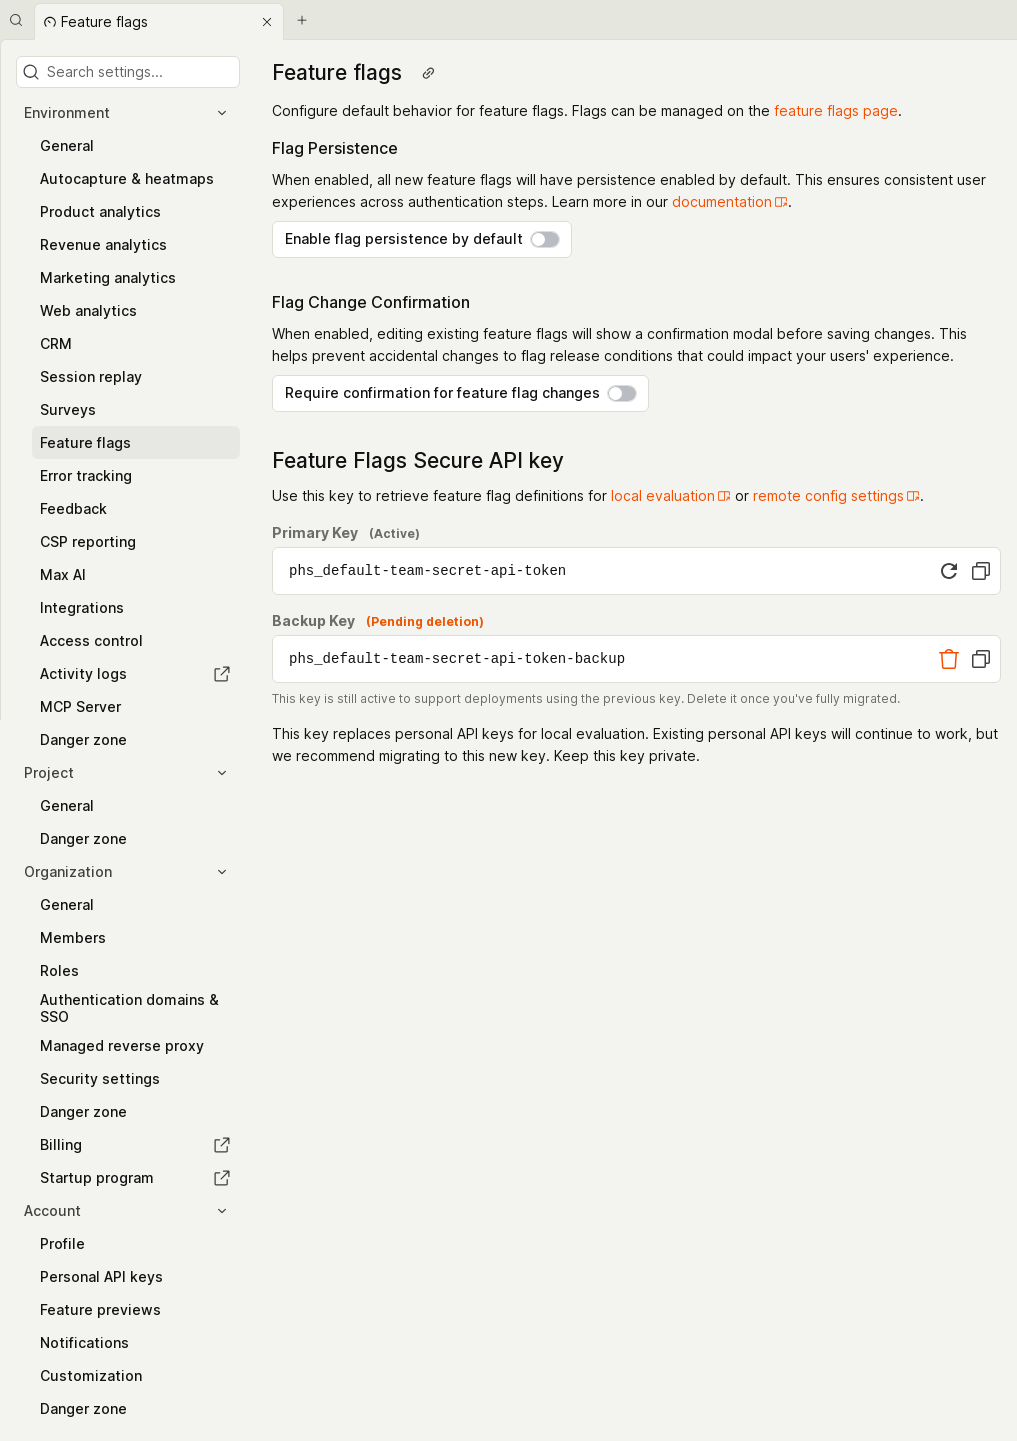 Feature flags
Search settings...
Environment
General
Autocapture & heatmaps
Product analytics
Revenue analytics
Marketing analytics
Web analytics
CRM
Session replay
Surveys
Feature flags
Error tracking
Feedback
CSP reporting
Max AI
Integrations
Access control
Activity logs
MCP Server
Danger zone
Project
General
Danger zone
Organization
General
Members
Roles
Authentication domains &
SSO
Managed reverse proxy
Security settings
Danger zone
Billing
Startup program
Account
Profile
Personal API keys
Feature previews
Notifications
Customization
Danger zone
Feature flags
Configure default behavior for feature flags. Flags can be managed on the feature flags page.
Flag Persistence
When enabled, all new feature flags will have persistence enabled by default. This ensures consistent user
experiences across authentication steps. Learn more in our documentation.
Enable flag persistence by default
Flag Change Confirmation
When enabled, editing existing feature flags will show a confirmation modal before saving changes. This
helps prevent accidental changes to flag release conditions that could impact your users' experience.
Require confirmation for feature flag changes
Feature Flags Secure API key
Use this key to retrieve feature flag definitions for local evaluation or remote config settings.
Primary Key (Active)
phs_default-team-secret-api-token
Backup Key (Pending deletion)
phs_default-team-secret-api-token-backup
This key is still active to support deployments using the previous key. Delete it once you've fully migrated.
This key replaces personal API keys for local evaluation. Existing personal API keys will continue to work, but
we recommend migrating to this new key. Keep this key private.